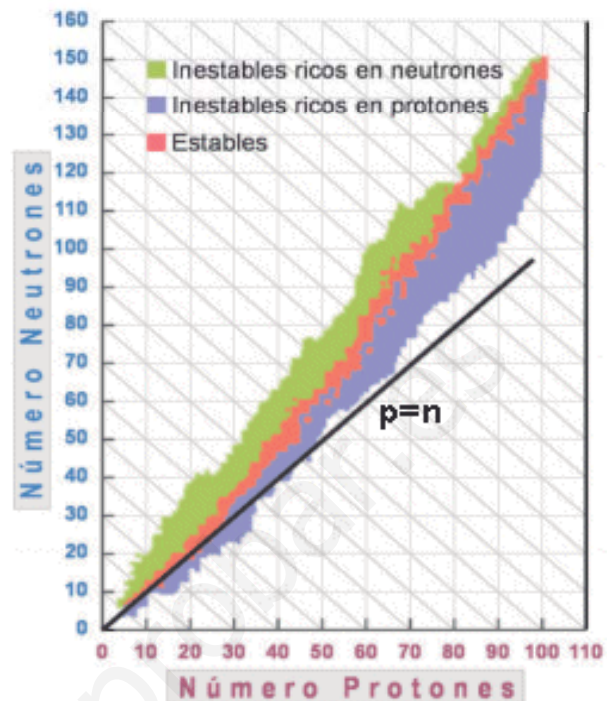 160
150
140
130
120
110
100
90
80
70
60
50
40
30
20
10
0
Número Neutrones
Inestables ricos en neutrones
Inestables ricos en protones
Estables
p=n
0 10 20 30 40 50 60 70 80 90 100 110
Número Protones